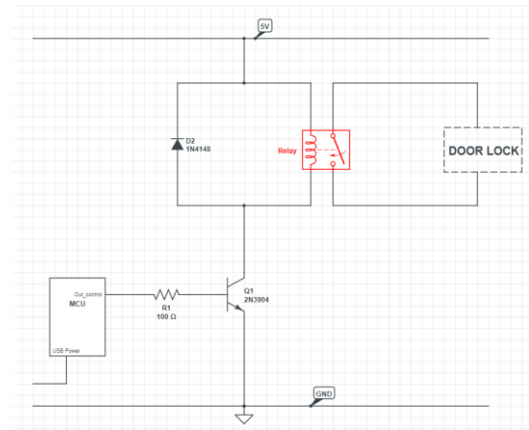 5V
D2
1N4148
Relay
DOOR LOCK
Out_control
MCU
R1
100 Ω
Q1
2N3904
USB Power
GND